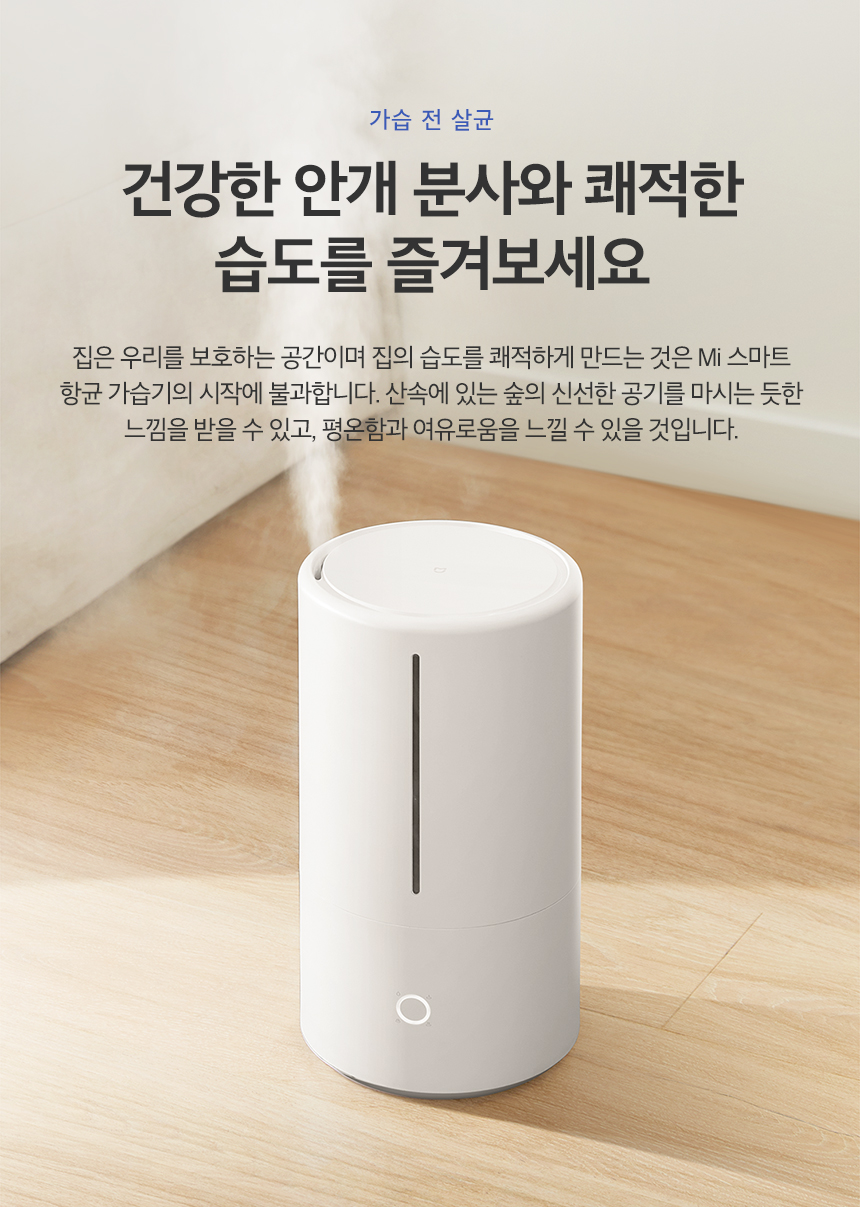 가습 전 살균
건강한 안개 분사와 쾌적한
습도를 즐겨보세요
집은 우리를 보호하는 공간이며 집의 습도를 쾌적하게 만드는 것은 Mi 스마트
항균 가습기의 시작에 불과합니다. 산속에 있는 숲의 신선한 공기를 마시는 듯한
느낌을 받을 수 있고, 평온함과 여유로움을 느낄 수 있을 것입니다.